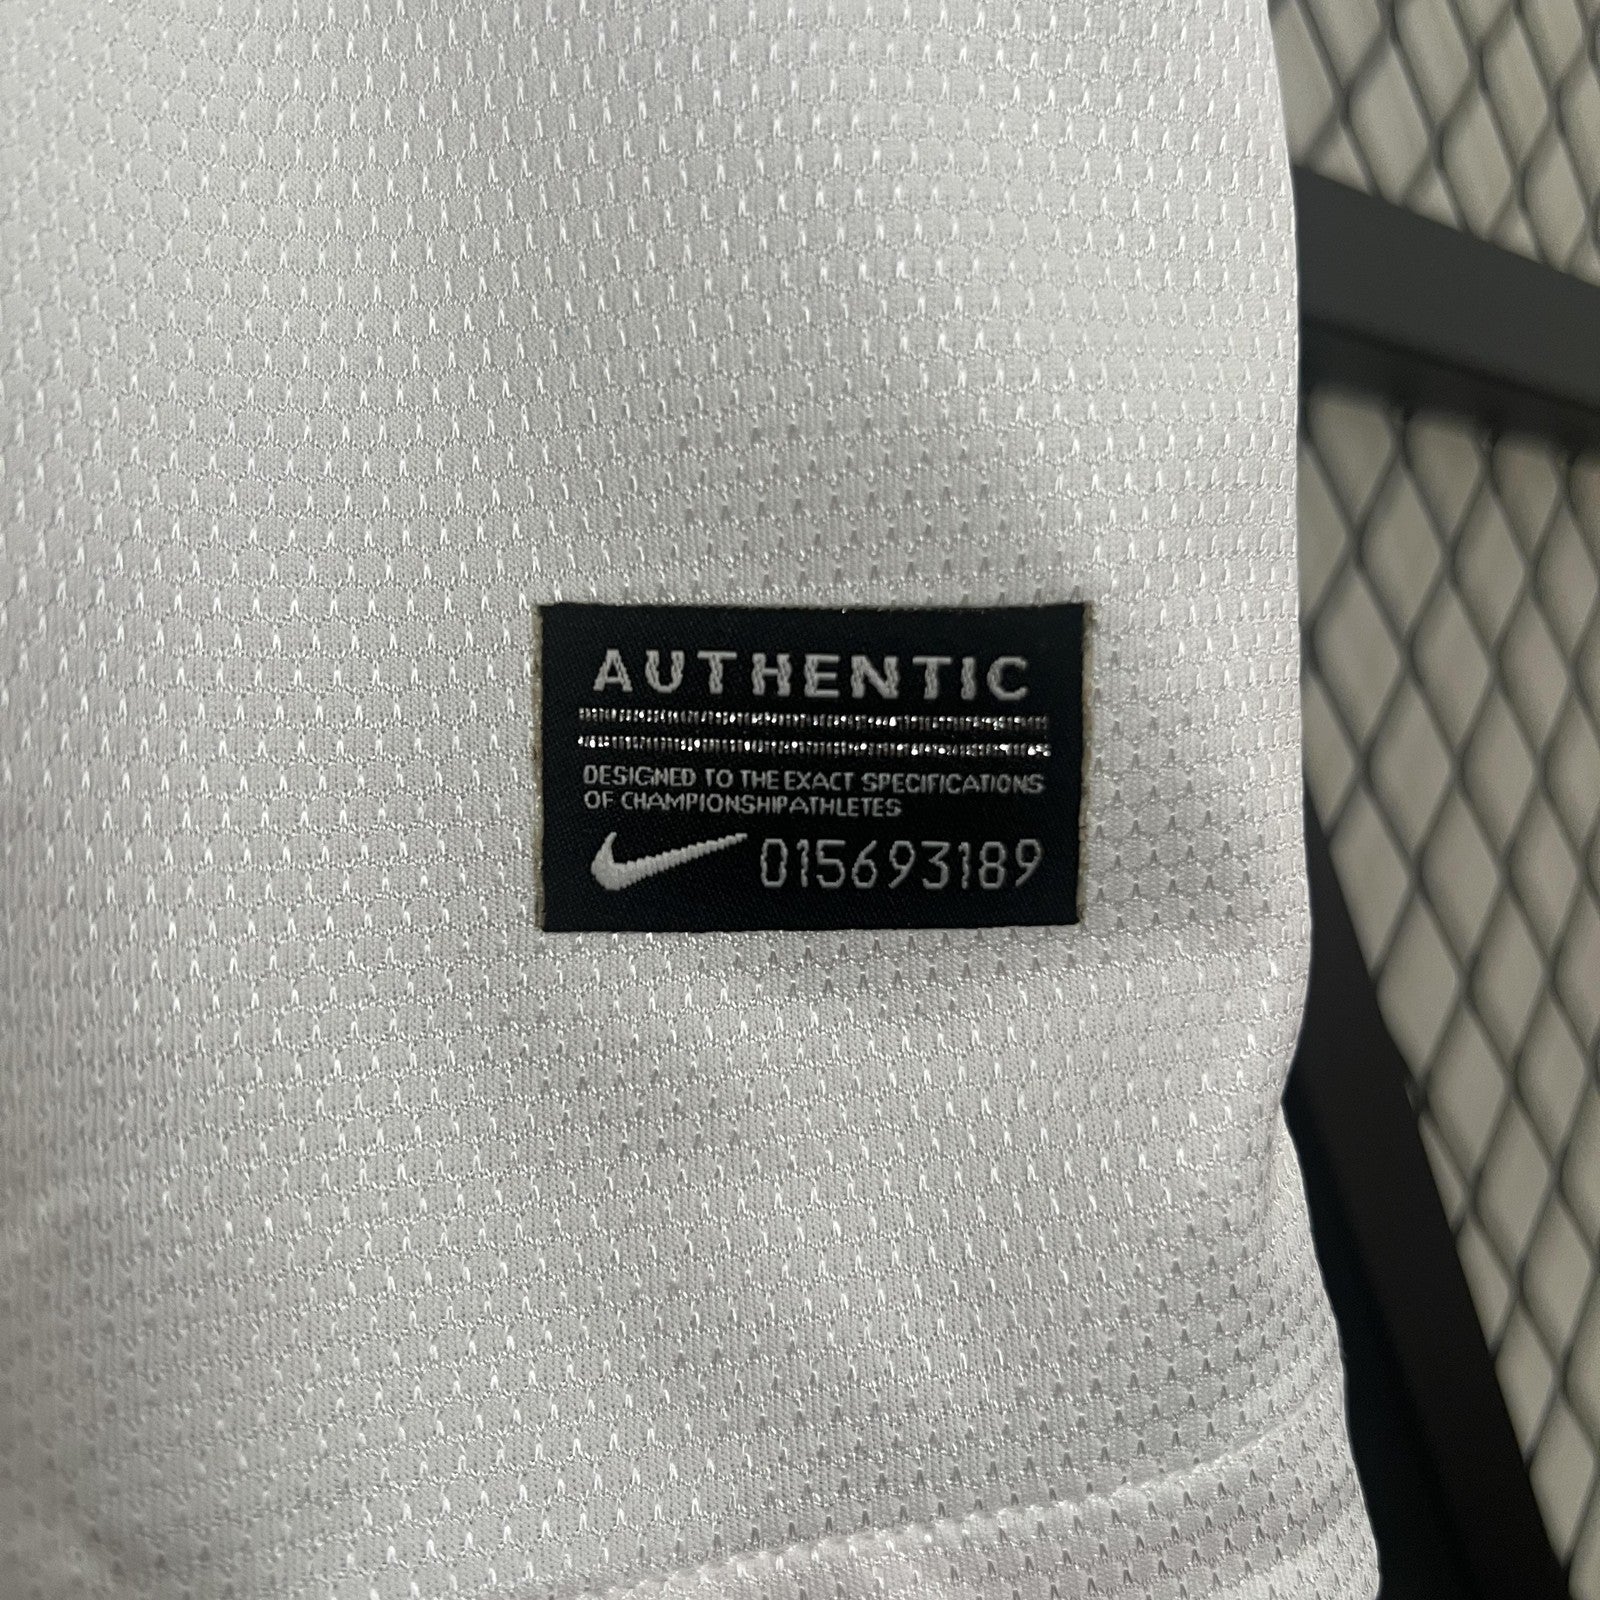 AUTHENTIC
DESIGNED TO THE EXACT SPECIFICATIONS
OF CHAMPIONSHIPATHLETES
015693189